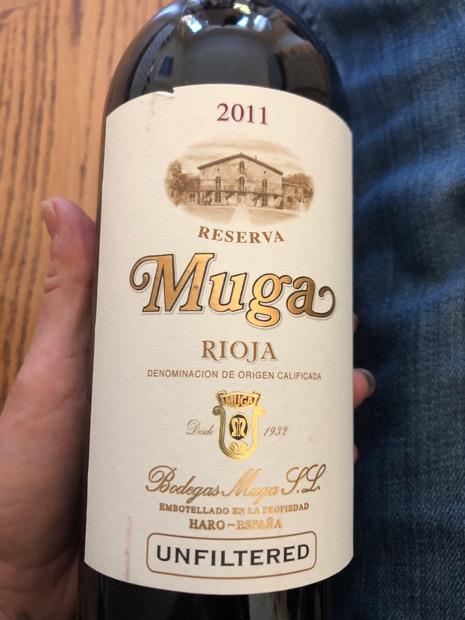 2011
RESERVA
Muga
RIOJA
DENOMINACION DE ORIGEN CALIFICADA
MUGA
Desde 1932
Bodegas Muga S.L.
EMBOTELLADO EN LA PROPIEDAD
HARO-ESPAÑA
UNFILTERED